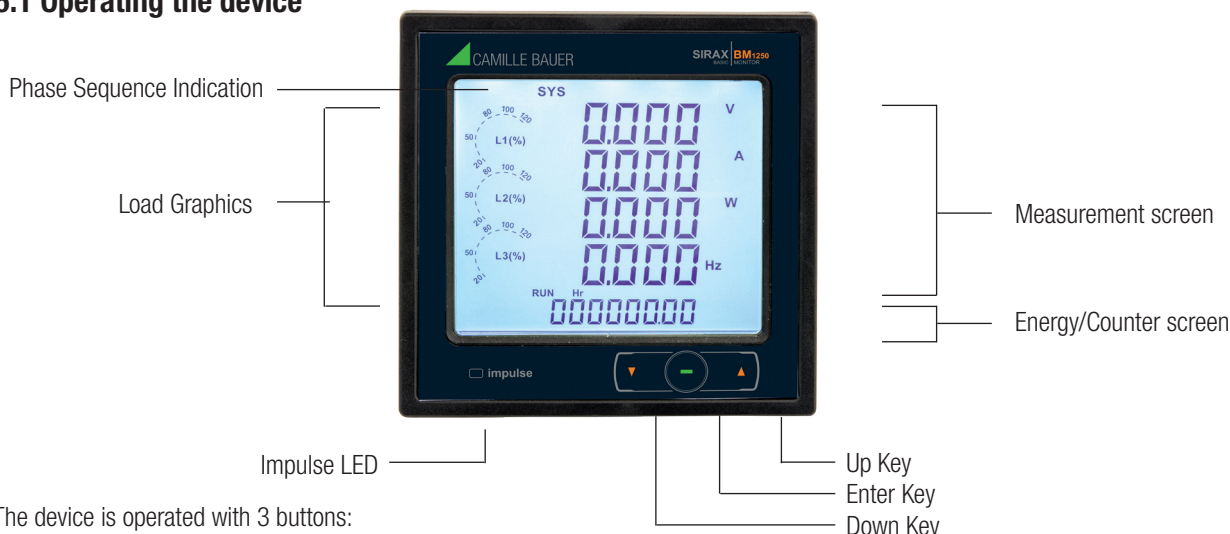 6.1 Operating the device
CAMILLE BAUER
SIRAX BM1250
BASIC MONITOR
Phase Sequence Indication
SYS
0.000 V
80 100 120
50 L1(%)
20
0.000 A
80 100 120
50 L2(%)
20
0.000 W
80 100 120
50 L3(%)
20
0.000 Hz
RUN Hr
000000.00
Load Graphics
Measurement screen
Energy/Counter screen
impulse
Impulse LED
Up Key
Enter Key
Down Key
The device is operated with 3 buttons: